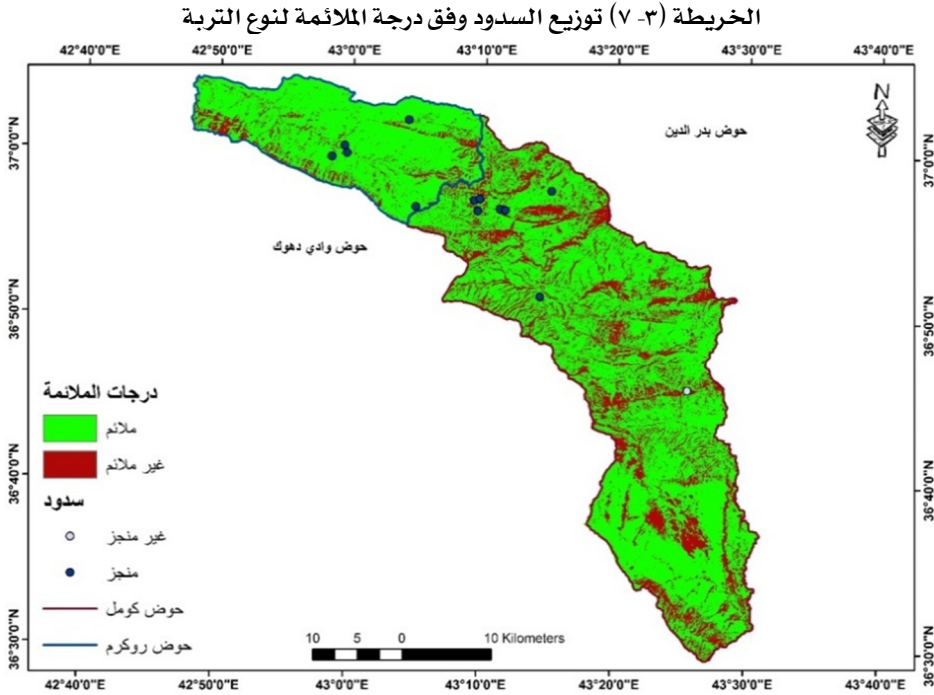 الخريطة (٣- ٧) توزيع السدود وفق درجة الملائمة لنوع التربة
42°40'0"E 42°50'0"E 43°0'0"E 43°10'0"E 43°20'0"E 43°30'0"E 43°40'0"E
N
حوض بدر الدين
37°0'0"N
37°0'0"N
حوض وادي دهوك
36°50'0"N
36°50'0"N
درجات الملائمة
ملائم
غير ملائم
36°40'0"N
36°40'0"N
سدود
غير منجز
منجز
حوض كومل
حوض روكرم
10 5 0 10 Kilometers
36°30'0"N
36°30'0"N
42°40'0"E 42°50'0"E 43°0'0"E 43°10'0"E 43°20'0"E 43°30'0"E 43°40'0"E